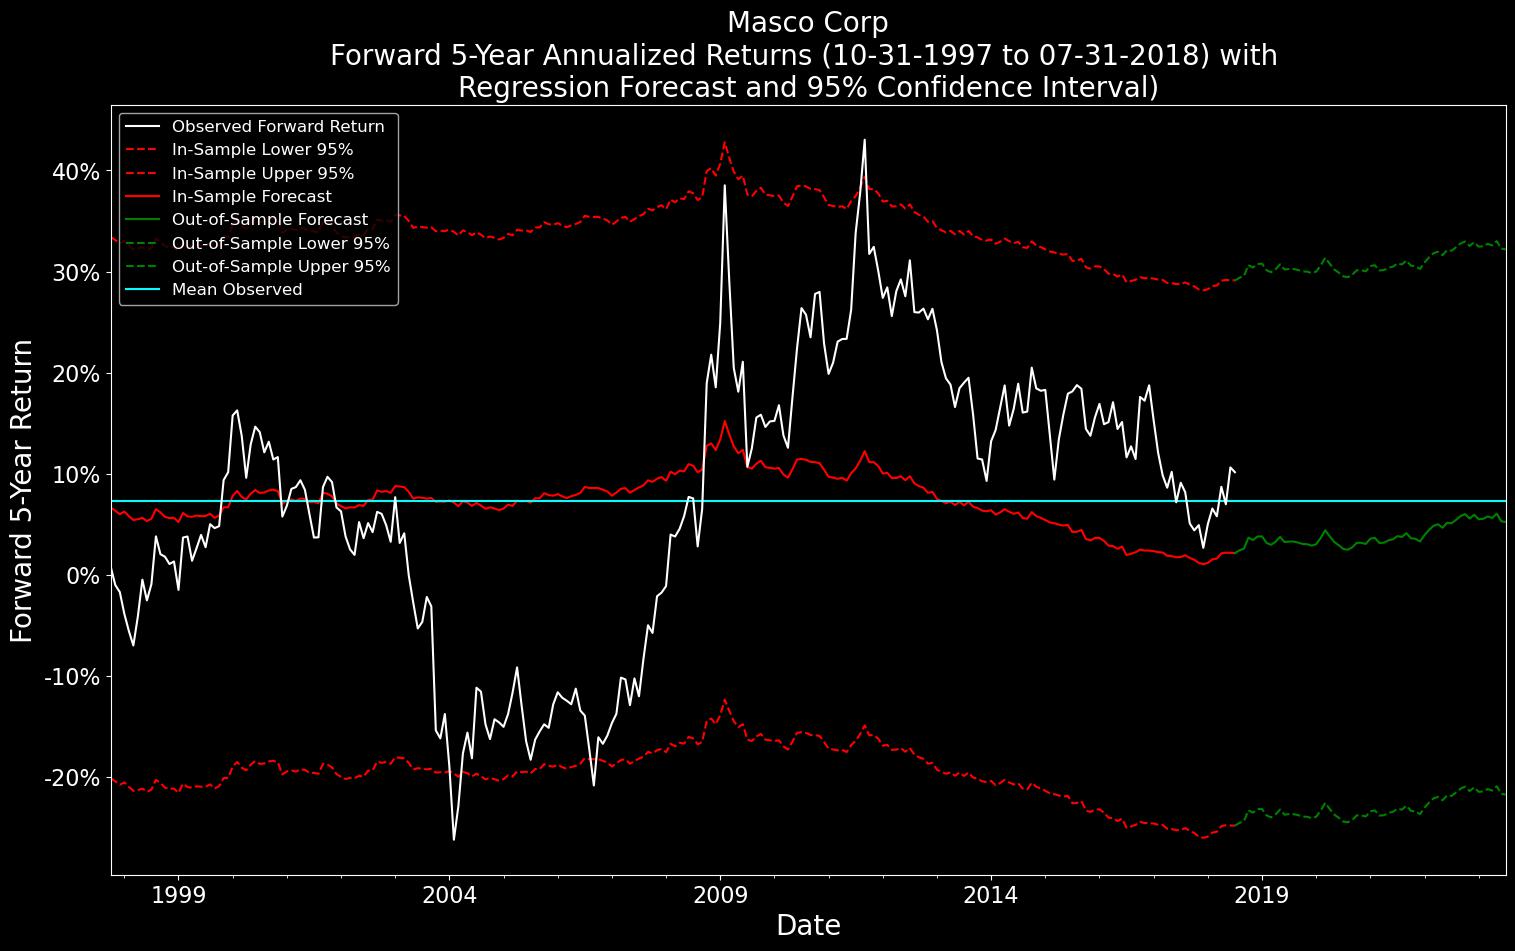 Masco Corp
Forward 5-Year Annualized Returns (10-31-1997 to 07-31-2018) with
Regression Forecast and 95% Confidence Interval)
Observed Forward Return
In-Sample Lower 95%
In-Sample Upper 95%
In-Sample Forecast
Out-of-Sample Forecast
Out-of-Sample Lower 95%
Out-of-Sample Upper 95%
Mean Observed
Forward 5-Year Return
40%
30%
20%
10%
0%
-10%
-20%
1999
2004
2009
2014
2019
Date